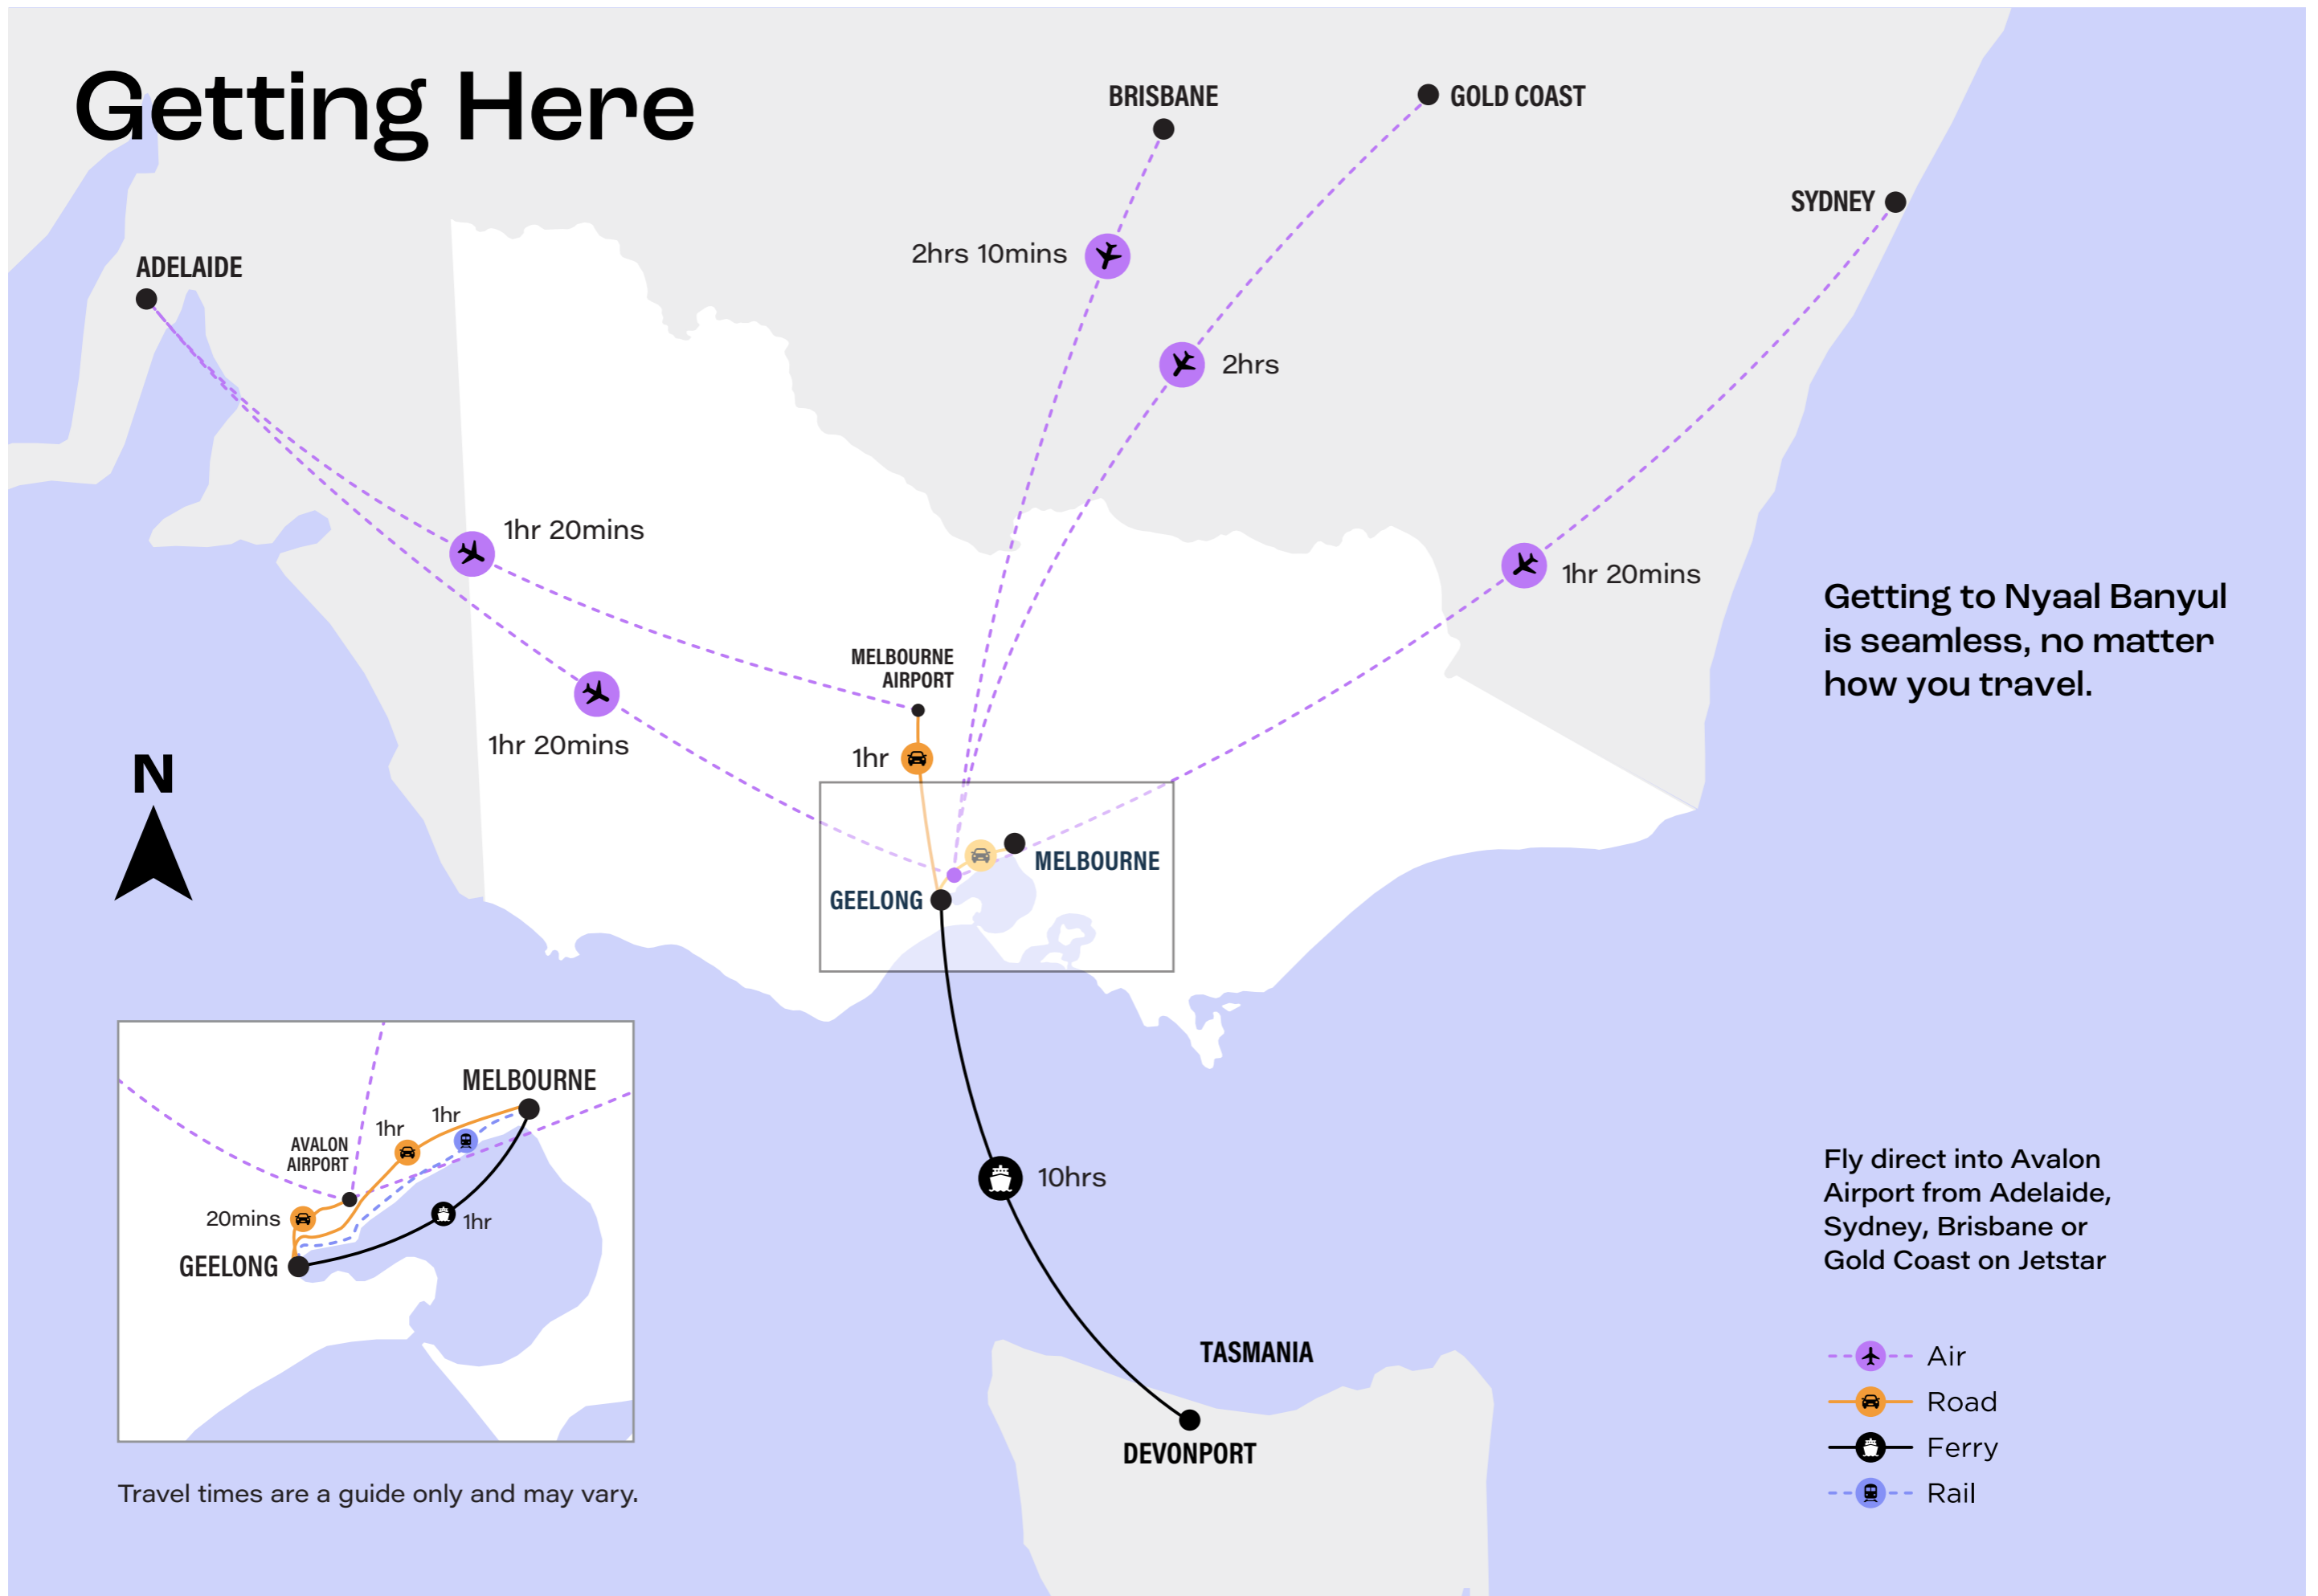 Getting Here
BRISBANE
GOLD COAST
SYDNEY
2hrs 10mins
ADELAIDE
2hrs
1hr 20mins
1hr 20mins
Getting to Nyaal Banyul
is seamless, no matter
how you travel.
MELBOURNE
AIRPORT
1hr 20mins
1hr
N
MELBOURNE
GEELONG
MELBOURNE
1hr
1hr
AVALON
AIRPORT
20mins
1hr
GEELONG
10hrs
Fly direct into Avalon
Airport from Adelaide,
Sydney, Brisbane or
Gold Coast on Jetstar
TASMANIA
DEVONPORT
Air
Road
Ferry
Rail
Travel times are a guide only and may vary.